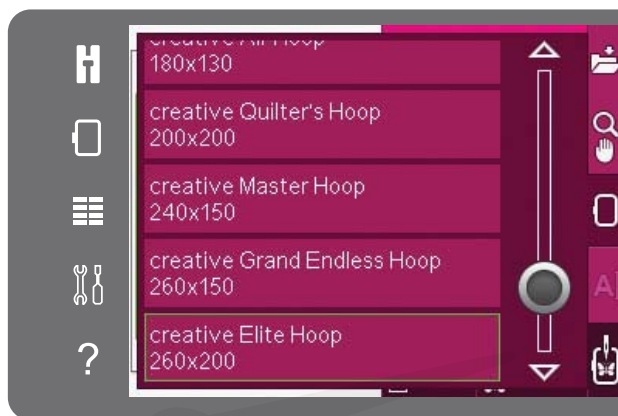 180x130
creative Quilter's Hoop
200x200
creative Master Hoop
240x150
creative Grand Endless Hoop
260x150
creative Elite Hoop
260x200
?